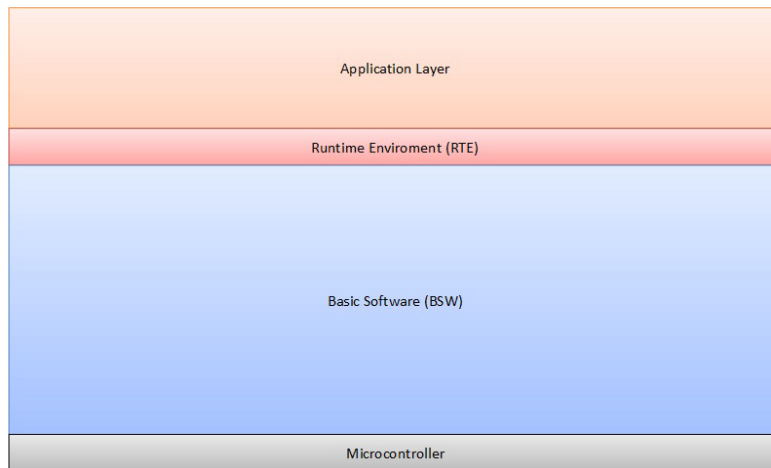 Application Layer
Runtime Enviroment (RTE)
Basic Software (BSW)
Microcontroller